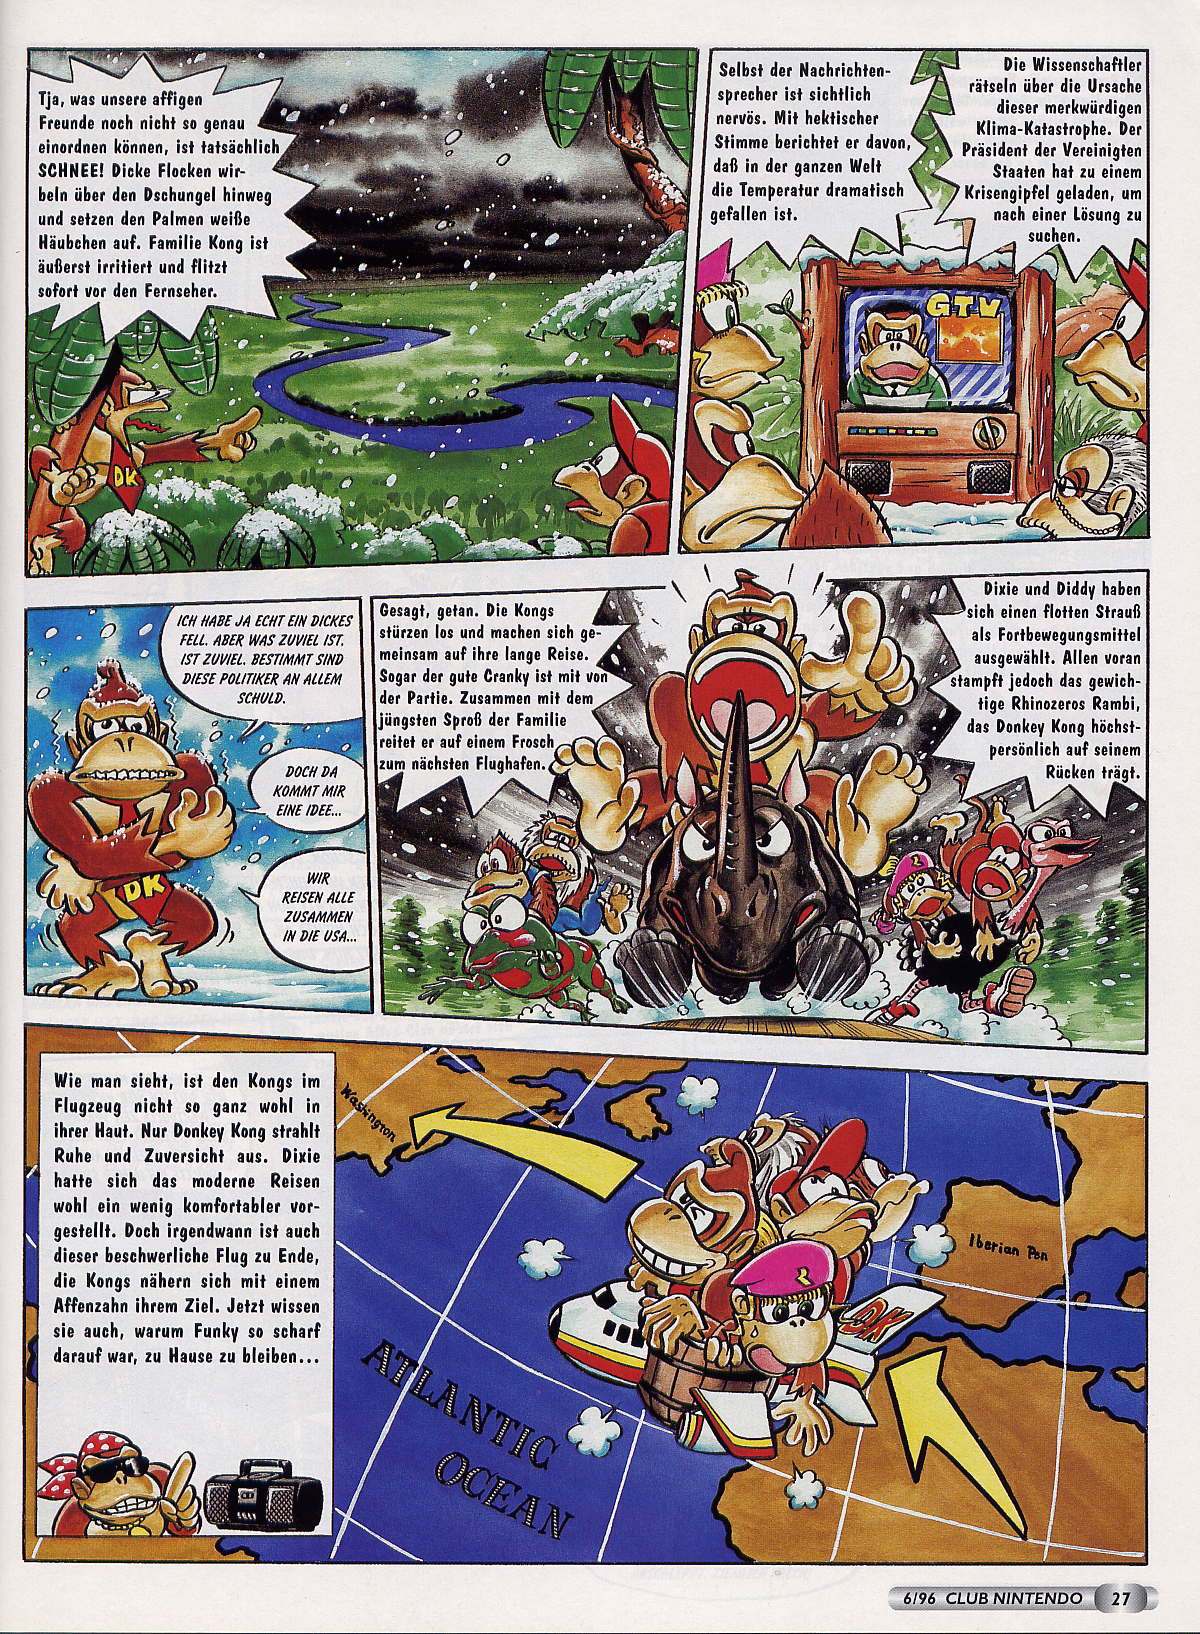 Tja, was unsere affigen
Freunde noch nicht so genau
einordnen können, ist tatsächlich
SCHNEE! Dicke Flocken wir-
beln über den Dschungel hinweg
und setzen den Palmen weiße
Häubchen auf. Familie Kong ist
äußerst irritiert und flitzt
sofort vor den Fernseher.
DK
Selbst der Nachrichten-
sprecher ist sichtlich
nervös. Mit hektischer
Stimme berichtet er davon,
daß in der ganzen Welt
die Temperatur dramatisch
gefallen ist.
Die Wissenschaftler
rätseln über die Ursache
dieser merkwürdigen
Klima-Katastrophe. Der
Präsident der Vereinigten
Staaten hat zu einem
Krisengipfel geladen, um
nach einer Lösung zu
suchen.
GTV
ICH HABE JA ECHT EIN DICKES
FELL. ABER WAS ZUVIEL IST,
IST ZUVIEL. BESTIMMT SIND
DIESE POLITIKER AN ALLEM
SCHULD.
DOCH DA
KOMMT MIR
EINE IDEE...
WIR
REISEN ALLE
ZUSAMMEN
IN DIE USA...
DK
Gesagt, getan. Die Kongs
stürzen los und machen sich ge-
meinsam auf ihre lange Reise.
Sogar der gute Cranky ist mit von
der Partie. Zusammen mit dem
jüngsten Sproß der Familie
reitet er auf einem Frosch
zum nächsten Flughafen.
Dixie und Diddy haben
sich einen flotten Strauß
als Fortbewegungsmittel
ausgewählt. Allen voran
stampft jedoch das gewich-
tige Rhinozeros Rambi,
das Donkey Kong höchst-
persönlich auf seinem
Rücken trägt.
Wie man sieht, ist den Kongs im
Flugzeug nicht so ganz wohl in
ihrer Haut. Nur Donkey Kong strahlt
Ruhe und Zuversicht aus. Dixie
hatte sich das moderne Reisen
wohl ein wenig komfortabler vor-
gestellt. Doch irgendwann ist auch
dieser beschwerliche Flug zu Ende,
die Kongs nähern sich mit einem
Affenzahn ihrem Ziel. Jetzt wissen
sie auch, warum Funky so scharf
darauf war, zu Hause zu bleiben...
Washington
Iberian Pen
DK
ATLANTIC
OCEAN
6/96 CLUB NINTENDO 27